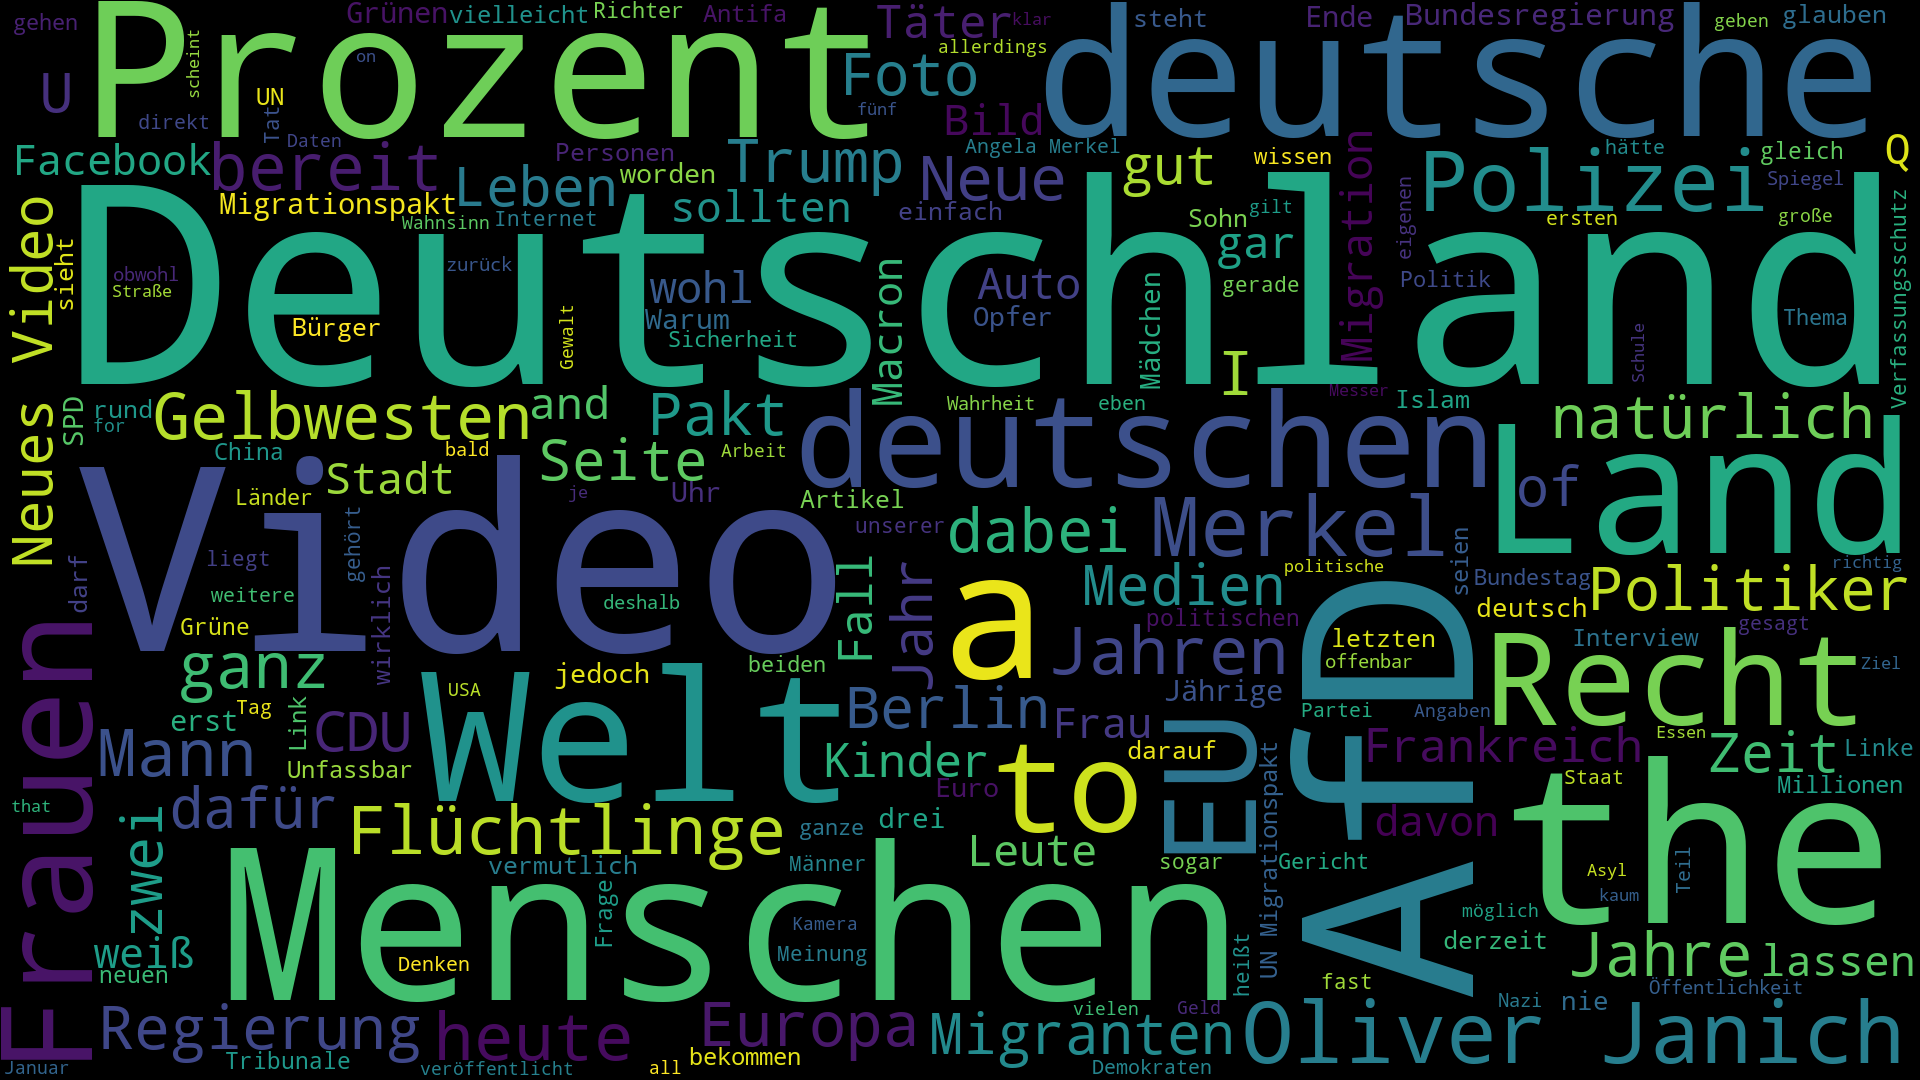 gehen
Grünen
vielleicht
Richter
Antifa
Täter
klar
steht
Ende
Bundesregierung
geben
glauben
U
Prozent
scheint
on
UN
direkt
Tat
Daten
Foto
allerdings
fünf
Bild
deutsche
Facebook
bereit
Personen
Leben
worden
Trump
Angela Merkel
Neue
gut
wissen
Migration
Polizei
hätte
gleich
Q
Spiegel
Migrationspakt
Wahnsinn
Internet
sollten
einfach
Sohn
gilt
eigenen
ersten
große
Neues Video
sieht
Deutschland
obwohl
Straße
zurück
Bürger
Gewalt
wohl
Warum
Sicherheit
Macron
Auto
Opfer
Mädchen
gar
gerade
I
Politik
Thema
Schule
Verfassungsschutz
SPD
rund
for
Gelbwesten
and
Pakt
Wahrheit
eben
Messer
Islam
natürlich
China
bald
Seite
Arbeit
deutschen
Land
Länder
Stadt
je
Uhr
Artikel
of
Video
gehört
unserer
dabei
Merkel
seien
darf
liegt
weitere
wirklich
deshalb
Fall
Jahr
a
Medien
politische
Bundestag
richtig
Politiker
deutsch
Grüne
politischen
gesagt
Frauen
ganz
jedoch
beiden
Jahren
letzten
offenbar
AfD
Recht
Interview
Ziel
USA
Welt
Jährige
Partei
Angaben
erst
Tag
Link
CDU
Berlin
Frau
EU
Essen
Mann
Unfassbar
Kinder
to
darauf
Frankreich
Zeit
Linke
that
dafür
Euro
UN Migrationspakt
Staat
Millionen
the
zwei
Flüchtlinge
ganze
drei
Leute
sogar
Gericht
davon
vermutlich
Männer
Asyl
kaum
Teil
Menschen
Frage
Kamera
Meinung
möglich
derzeit
weiß
neuen
Denken
heißt
fast
Jahre
lassen
Öffentlichkeit
Regierung
heute
Europa
vielen
Geld
Nazi
nie
Januar
Tribunale
veröffentlicht
all
bekommen
Migranten
Demokraten
Oliver Janich